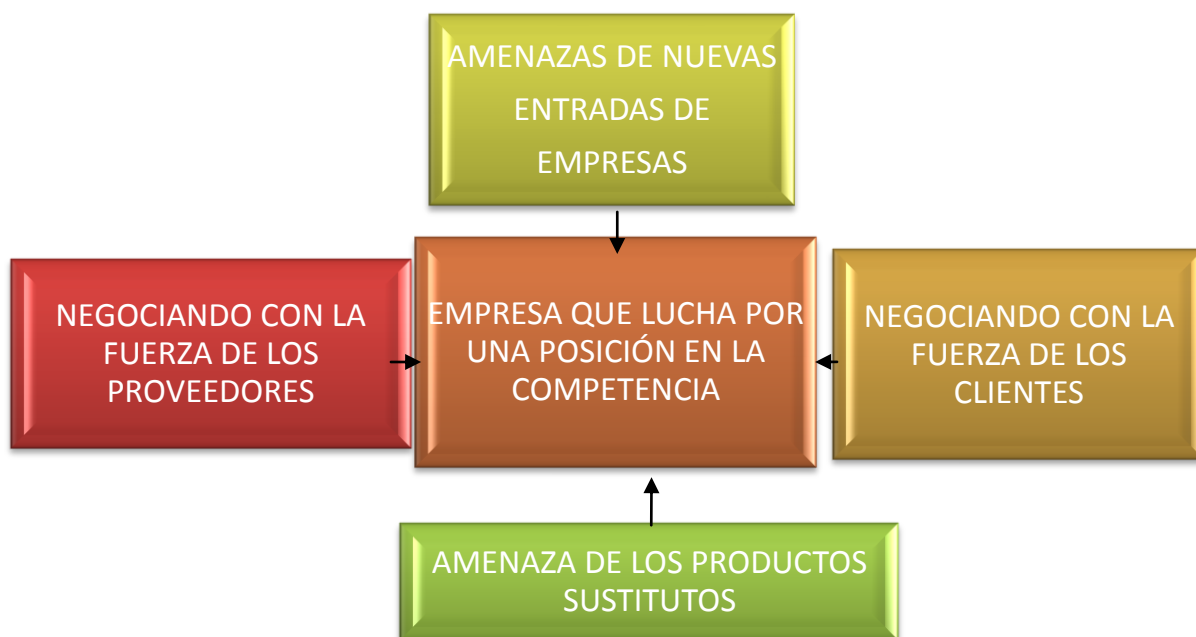 AMENAZAS DE NUEVAS
ENTRADAS DE
EMPRESAS
NEGOCIANDO CON LA
FUERZA DE LOS
PROVEEDORES
EMPRESA QUE LUCHA POR
UNA POSICIÓN EN LA
COMPETENCIA
NEGOCIANDO CON LA
FUERZA DE LOS
CLIENTES
AMENAZA DE LOS PRODUCTOS
SUSTITUTOS